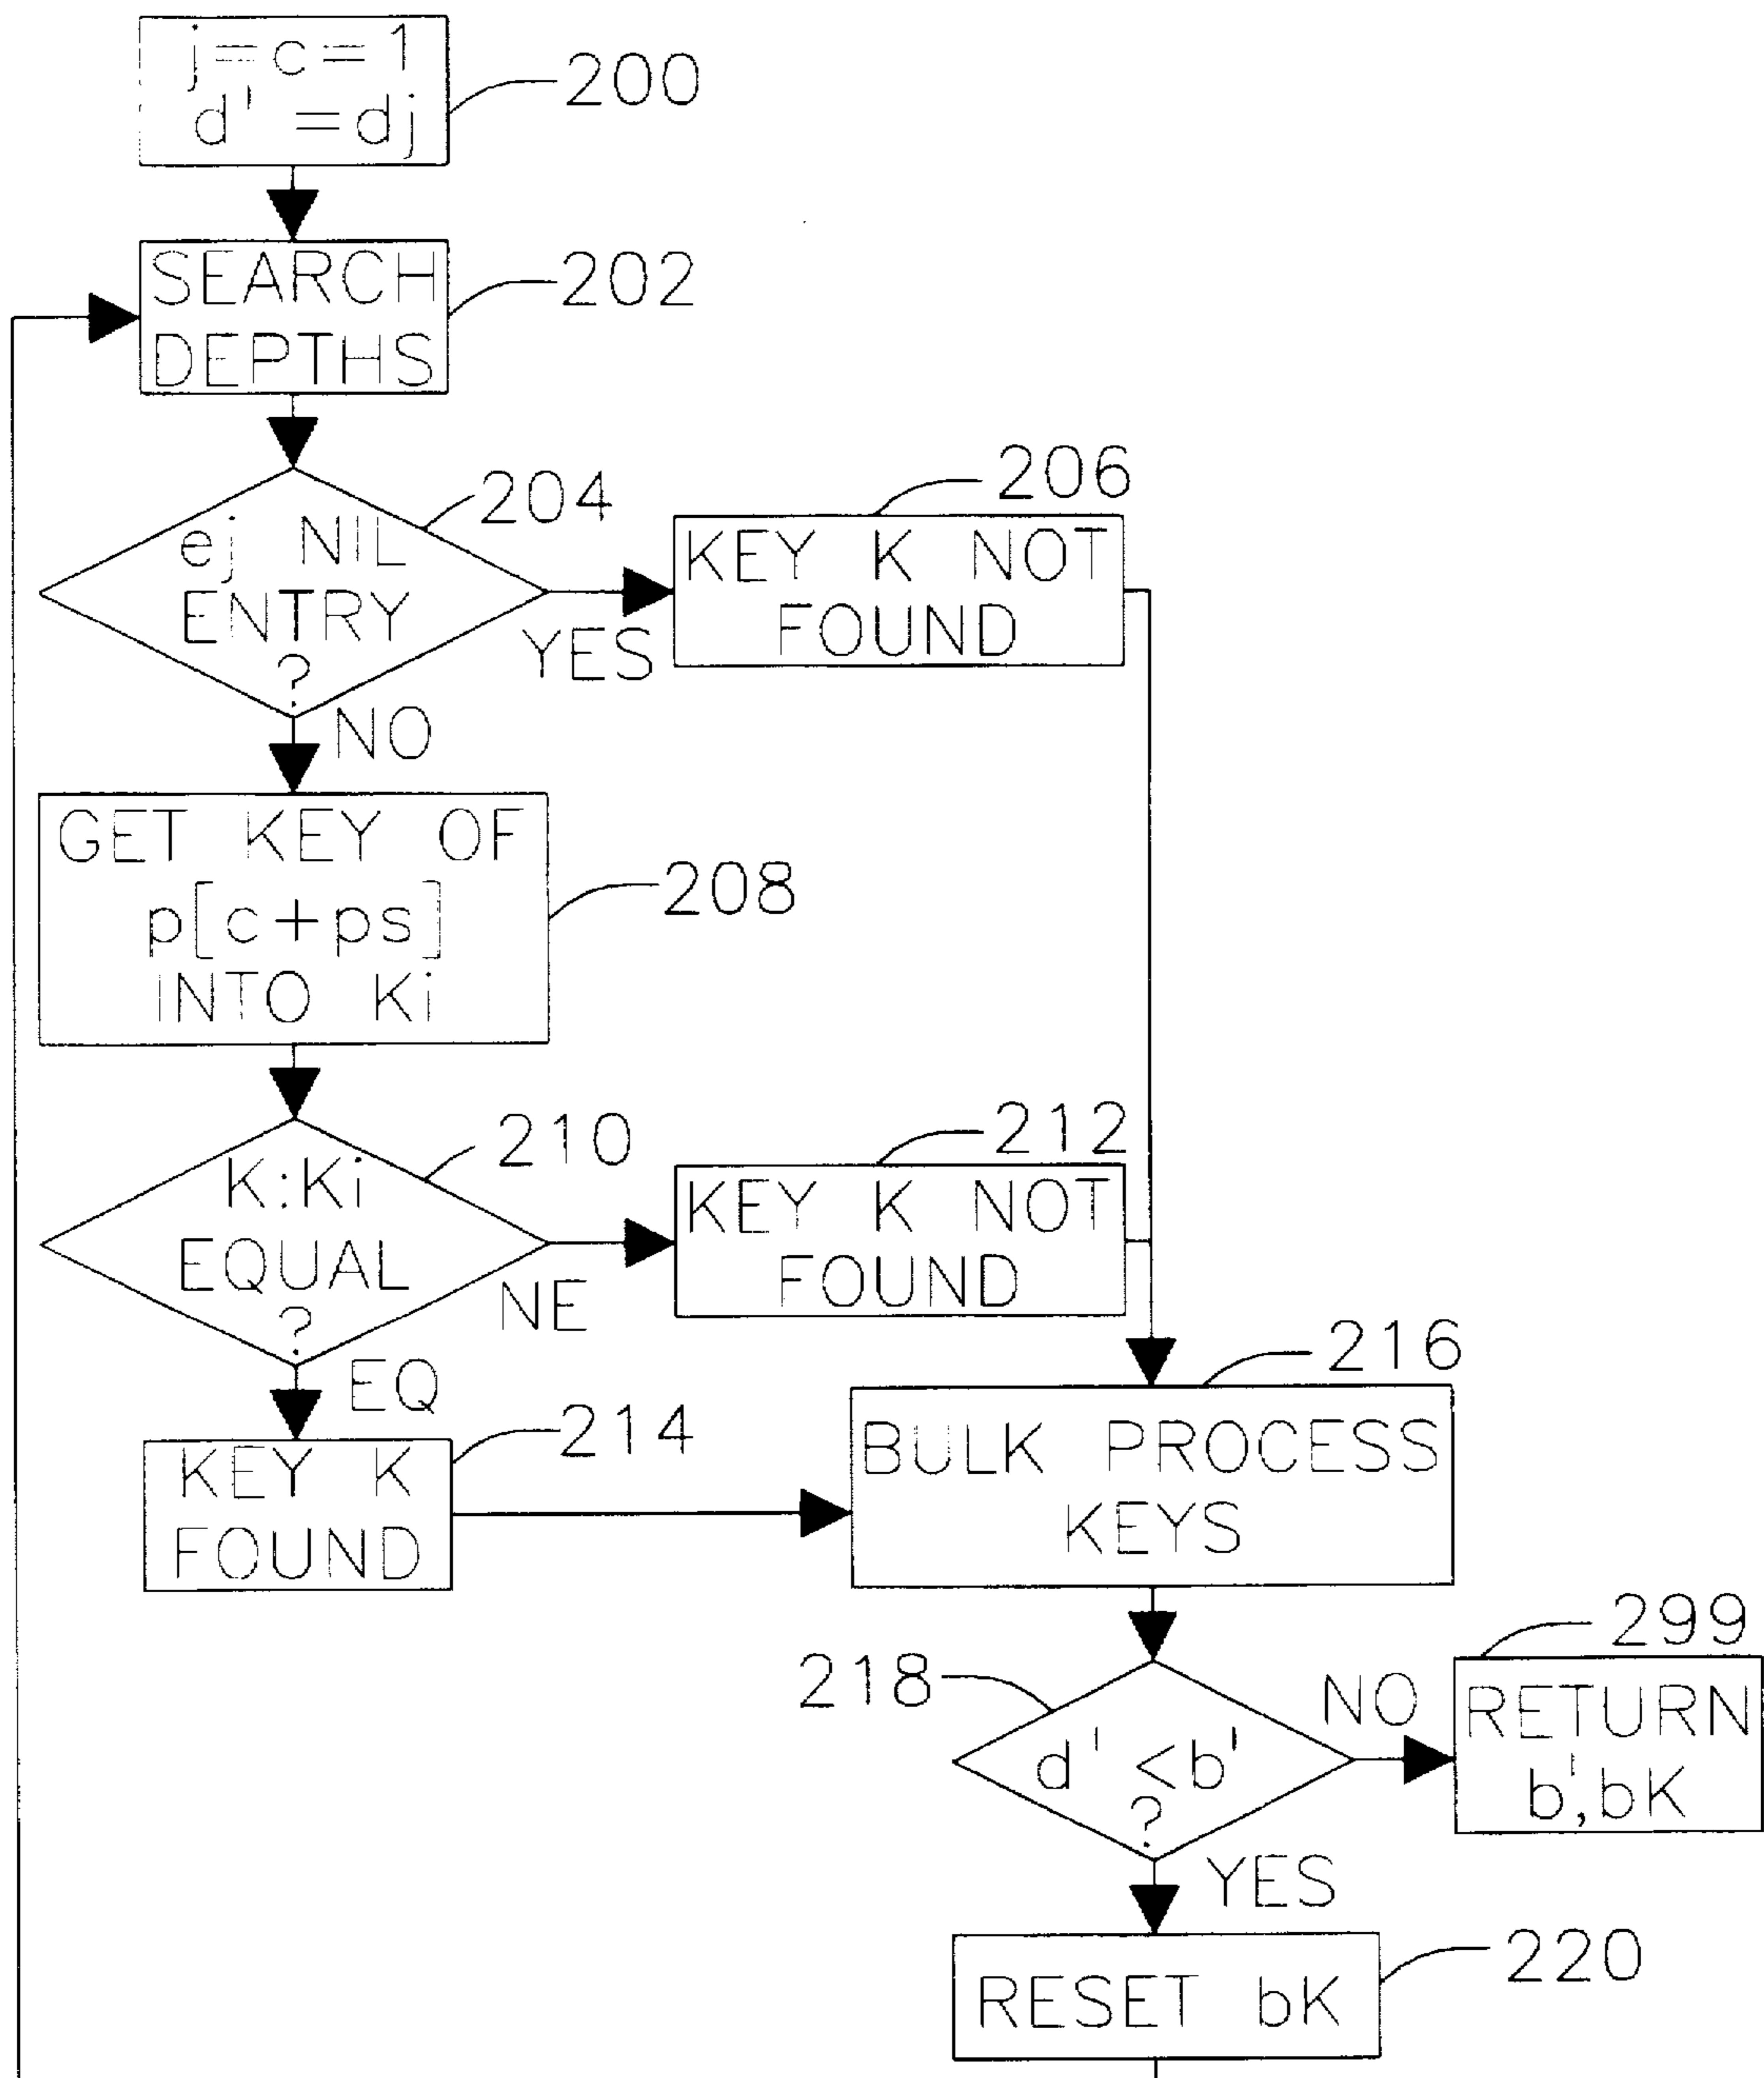 j=c=1
d'=dj
200
SEARCH
DEPTHS
202
ej NIL
ENTRY
?
204
YES
NO
KEY K NOT
FOUND
206
GET KEY OF
p[c+ps]
INTO Ki
208
K:Ki
EQUAL
?
210
NE
EQ
KEY K NOT
FOUND
212
KEY K
FOUND
214
BULK PROCESS
KEYS
216
d'<b'
?
218
NO
YES
RETURN
b',bK
299
RESET bK
220